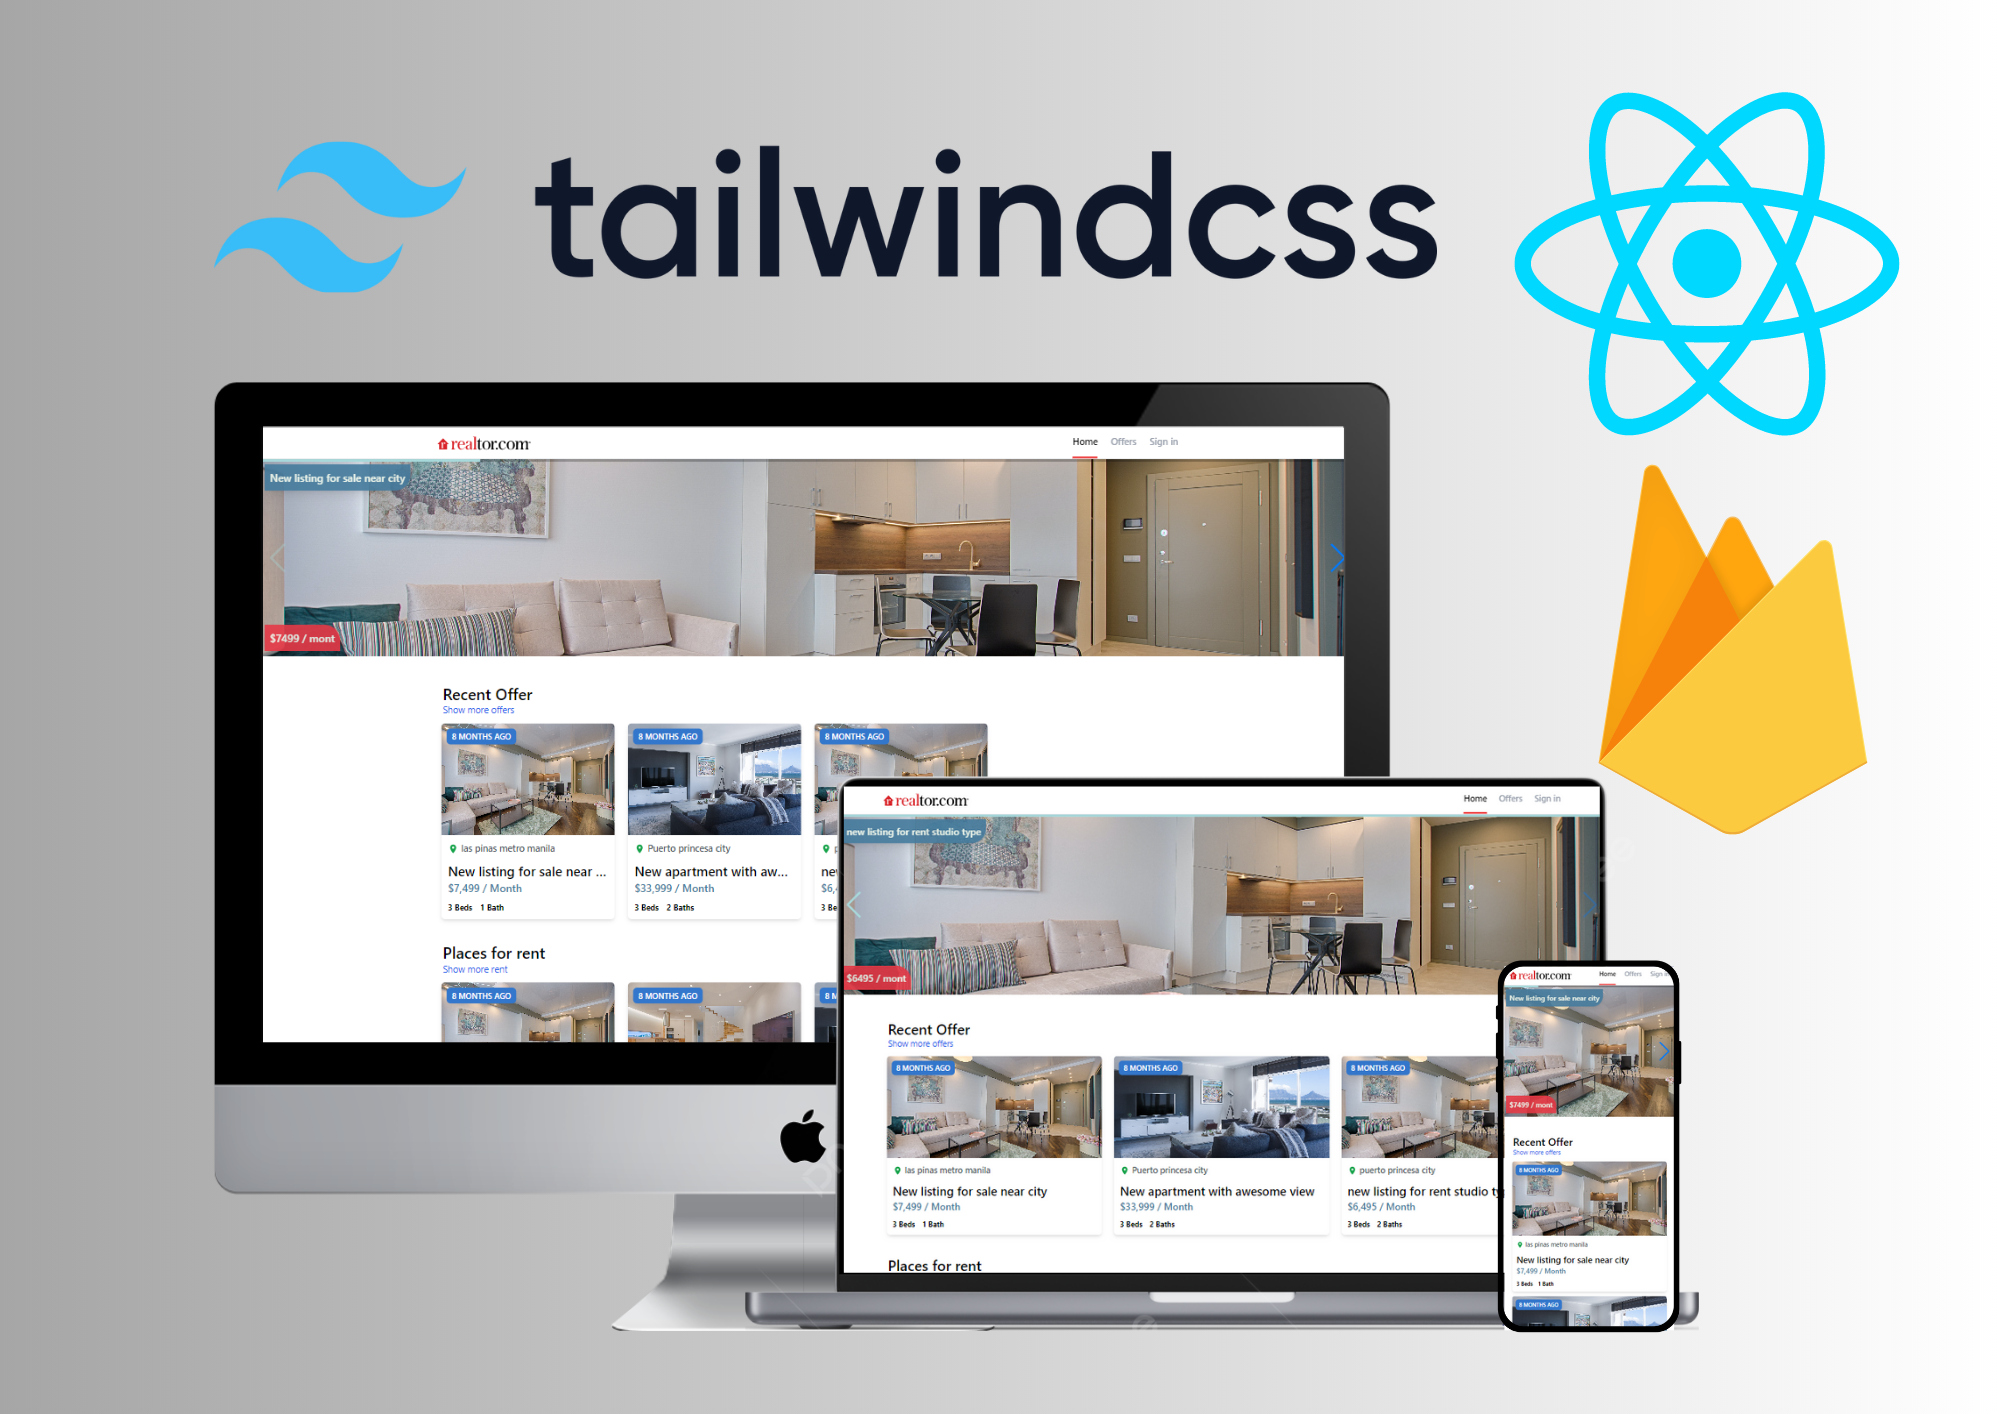 tailwindcss
realtor.com
Home Offers Sign in
New listing for sale near city
$7499 / mont
Recent Offer
Show more offers
8 MONTHS AGO
las pinas metro manila
New listing for sale near ...
$7,499 / Month
3 Beds 1 Bath
8 MONTHS AGO
Puerto princesa city
New apartment with aw...
$33,999 / Month
3 Beds 2 Baths
8 MONTHS AGO
p
ne
$6,
3 Be
Places for rent
Show more rent
8 MONTHS AGO
8 MONTHS AGO
8 M
realtor.com
Home Offers Sign in
new listing for rent studio type
$6495 / mont
Recent Offer
Show more offers
8 MONTHS AGO
las pinas metro manila
New listing for sale near city
$7,499 / Month
3 Beds 1 Bath
8 MONTHS AGO
Puerto princesa city
New apartment with awesome view
$33,999 / Month
3 Beds 2 Baths
8 MONTHS AGO
puerto princesa city
new listing for rent studio ty
$6,495 / Month
3 Beds 2 Baths
Places for rent
realtor.com
Home Offers Sign
New listing for sale near city
$7499 / mont
Recent Offer
Show more offers
8 MONTHS AGO
las pinas metro manila
New listing for sale near city
$7,499 / Month
3 Beds 1 Bath
8 MONTHS AGO